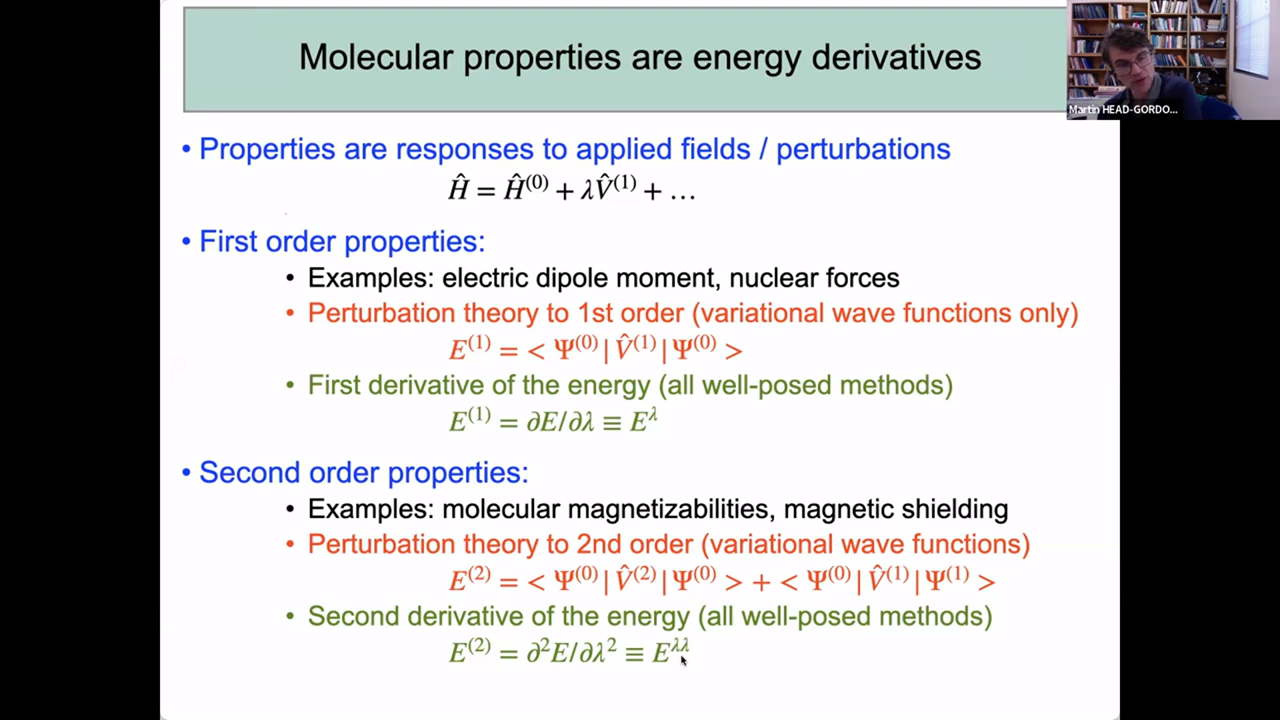 Molecular properties are energy derivatives
Martin HEAD-GORDO...
• Properties are responses to applied fields / perturbations
Ĥ = Ĥ⁽⁰⁾ + λV̂⁽¹⁾ + …
• First order properties:
• Examples: electric dipole moment, nuclear forces
• Perturbation theory to 1st order (variational wave functions only)
E⁽¹⁾ = < Ψ⁽⁰⁾ | V̂⁽¹⁾ | Ψ⁽⁰⁾ >
• First derivative of the energy (all well-posed methods)
E⁽¹⁾ = ∂E/∂λ ≡ E^λ
• Second order properties:
• Examples: molecular magnetizabilities, magnetic shielding
• Perturbation theory to 2nd order (variational wave functions)
E⁽²⁾ = < Ψ⁽⁰⁾ | V̂⁽²⁾ | Ψ⁽⁰⁾ > + < Ψ⁽⁰⁾ | V̂⁽¹⁾ | Ψ⁽¹⁾ >
• Second derivative of the energy (all well-posed methods)
E⁽²⁾ = ∂²E/∂λ² ≡ E^λλ